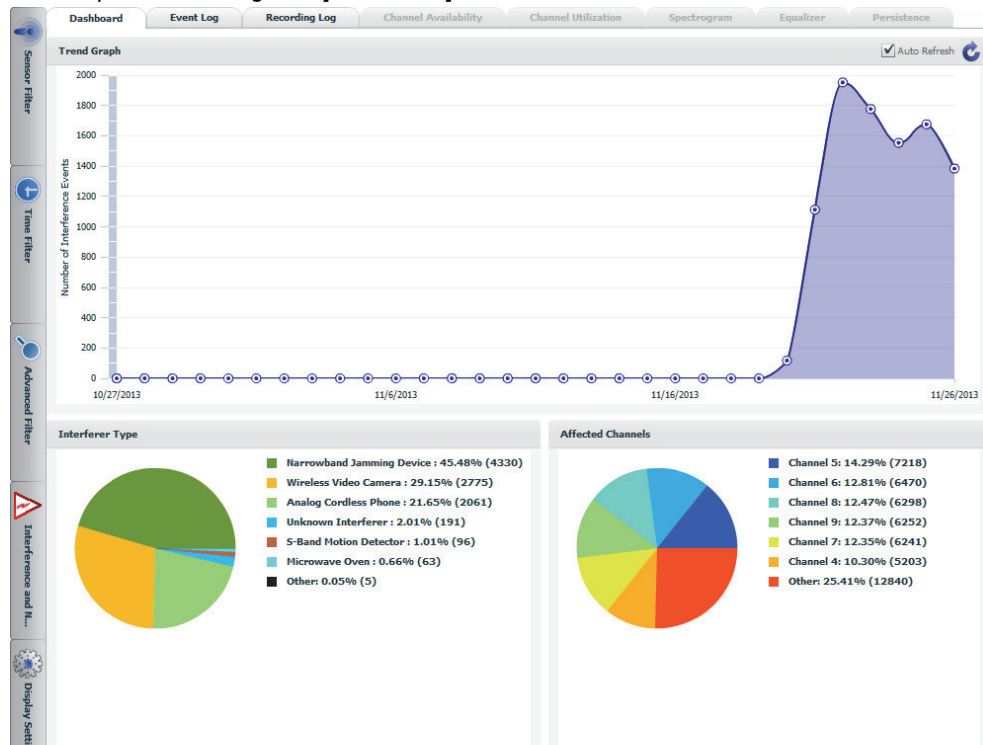 Dashboard
Event Log
Recording Log
Channel Availability
Channel Utilization
Spectrogram
Equalizer
Persistence
Sensor Filter
Time Filter
Advanced Filter
Interference and N...
Display Setti
Trend Graph
Auto Refresh
Number of Interference Events
2000
1800
1600
1400
1200
1000
800
600
400
200
0
10/27/2013
11/6/2013
11/16/2013
11/26/2013
Interferer Type
Narrowband Jamming Device : 45.48% (4330)
Wireless Video Camera : 29.15% (2775)
Analog Cordless Phone : 21.65% (2061)
Unknown Interferer : 2.01% (191)
S-Band Motion Detector : 1.01% (96)
Microwave Oven : 0.66% (63)
Other: 0.05% (5)
Affected Channels
Channel 5: 14.29% (7218)
Channel 6: 12.81% (6470)
Channel 8: 12.47% (6298)
Channel 9: 12.37% (6252)
Channel 7: 12.35% (6241)
Channel 4: 10.30% (5203)
Other: 25.41% (12840)